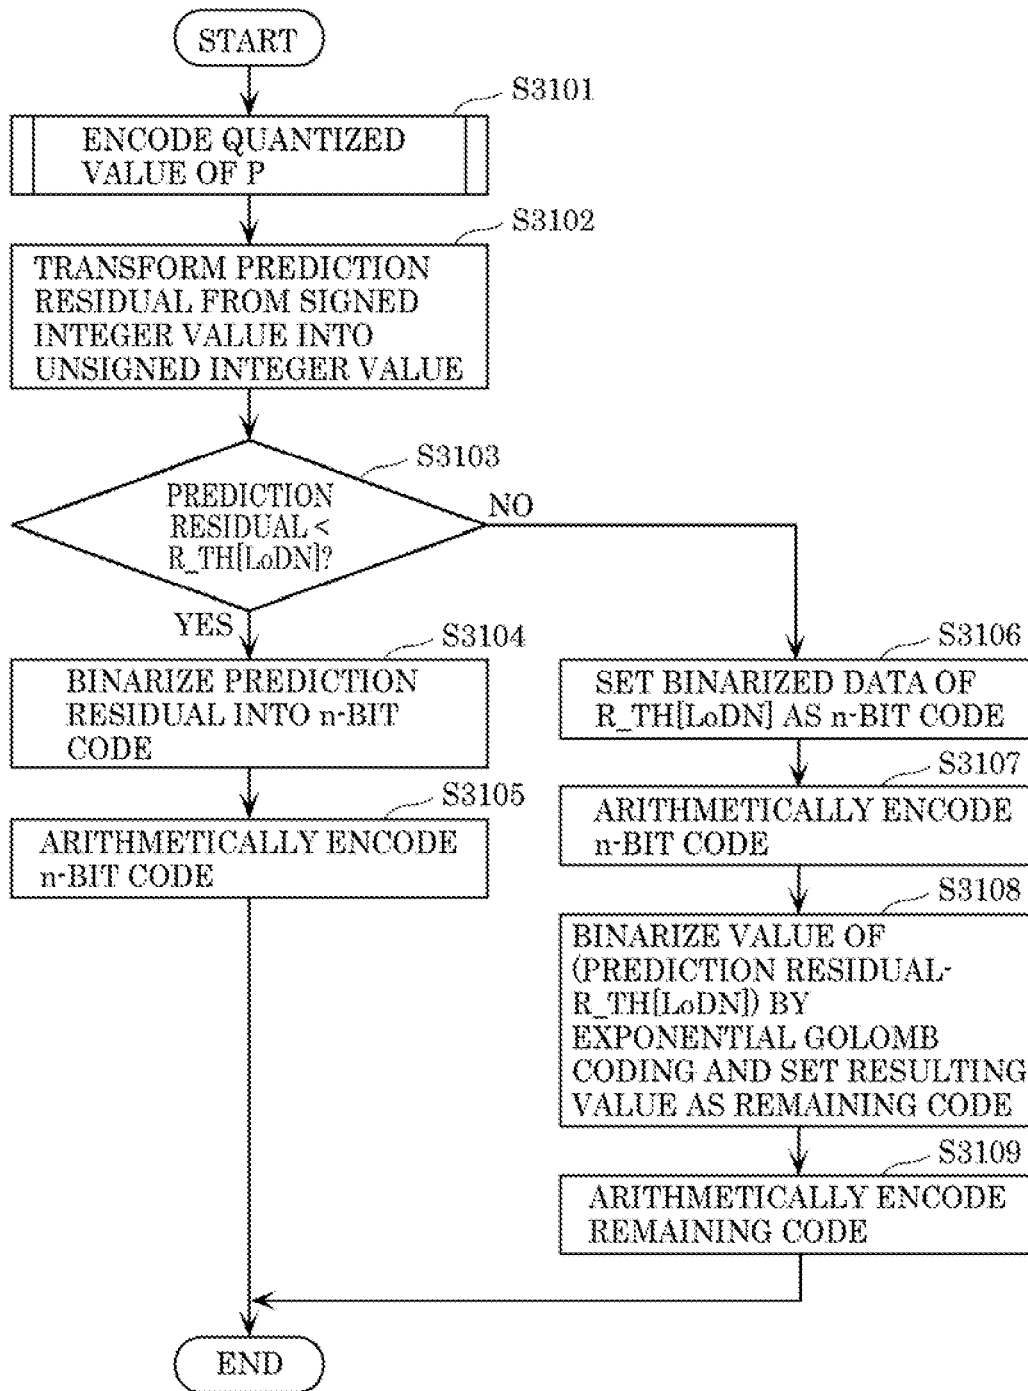 START
S3101
ENCODE QUANTIZED
VALUE OF P
S3102
TRANSFORM PREDICTION
RESIDUAL FROM SIGNED
INTEGER VALUE INTO
UNSIGNED INTEGER VALUE
S3103
PREDICTION
RESIDUAL <
R_TH[LoDN]?
NO
YES
S3104
BINARIZE PREDICTION
RESIDUAL INTO n-BIT
CODE
S3105
ARITHMETICALLY ENCODE
n-BIT CODE
S3106
SET BINARIZED DATA OF
R_TH[LoDN] AS n-BIT CODE
S3107
ARITHMETICALLY ENCODE
n-BIT CODE
S3108
BINARIZE VALUE OF
(PREDICTION RESIDUAL-
R_TH[LoDN]) BY
EXPONENTIAL GOLOMB
CODING AND SET RESULTING
VALUE AS REMAINING CODE
S3109
ARITHMETICALLY ENCODE
REMAINING CODE
END